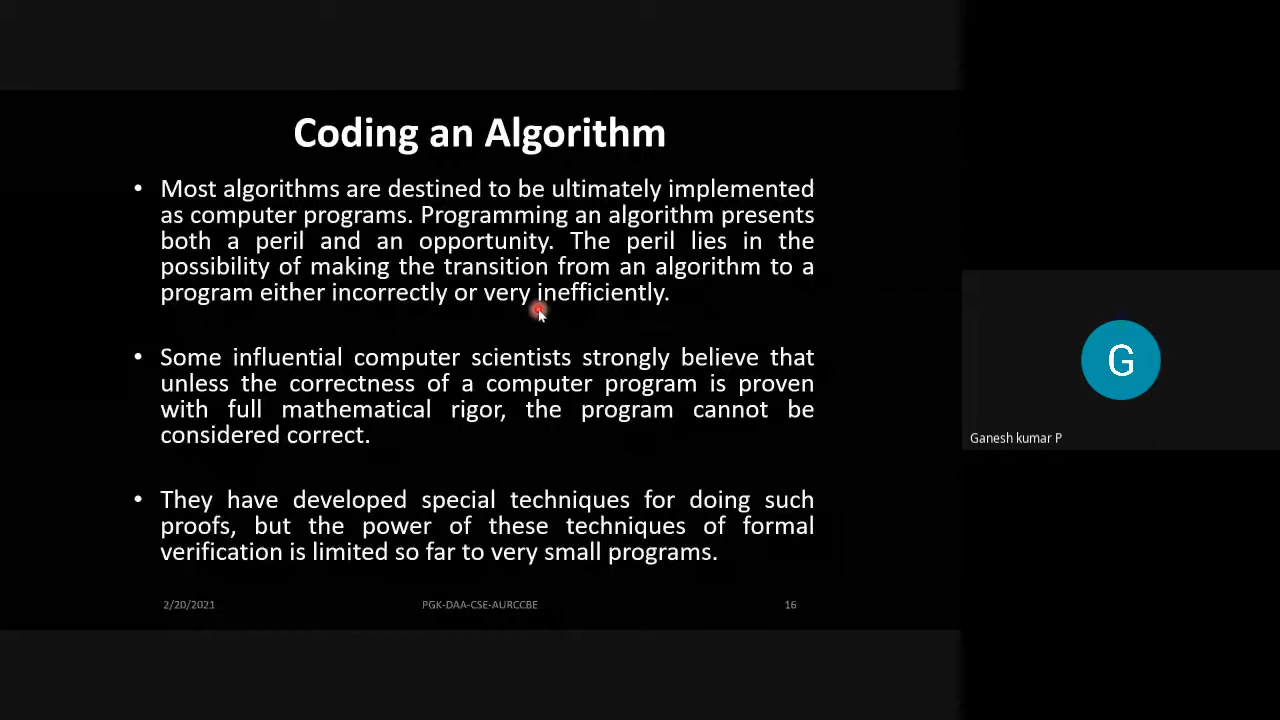 Coding an Algorithm
• Most algorithms are destined to be ultimately implemented
as computer programs. Programming an algorithm presents
both a peril and an opportunity. The peril lies in the
possibility of making the transition from an algorithm to a
program either incorrectly or very inefficiently.
• Some influential computer scientists strongly believe that
unless the correctness of a computer program is proven
with full mathematical rigor, the program cannot be
considered correct.
• They have developed special techniques for doing such
proofs, but the power of these techniques of formal
verification is limited so far to very small programs.
2/20/2021 PGK-DAA-CSE-AURCCBE 16
G
Ganesh kumar P